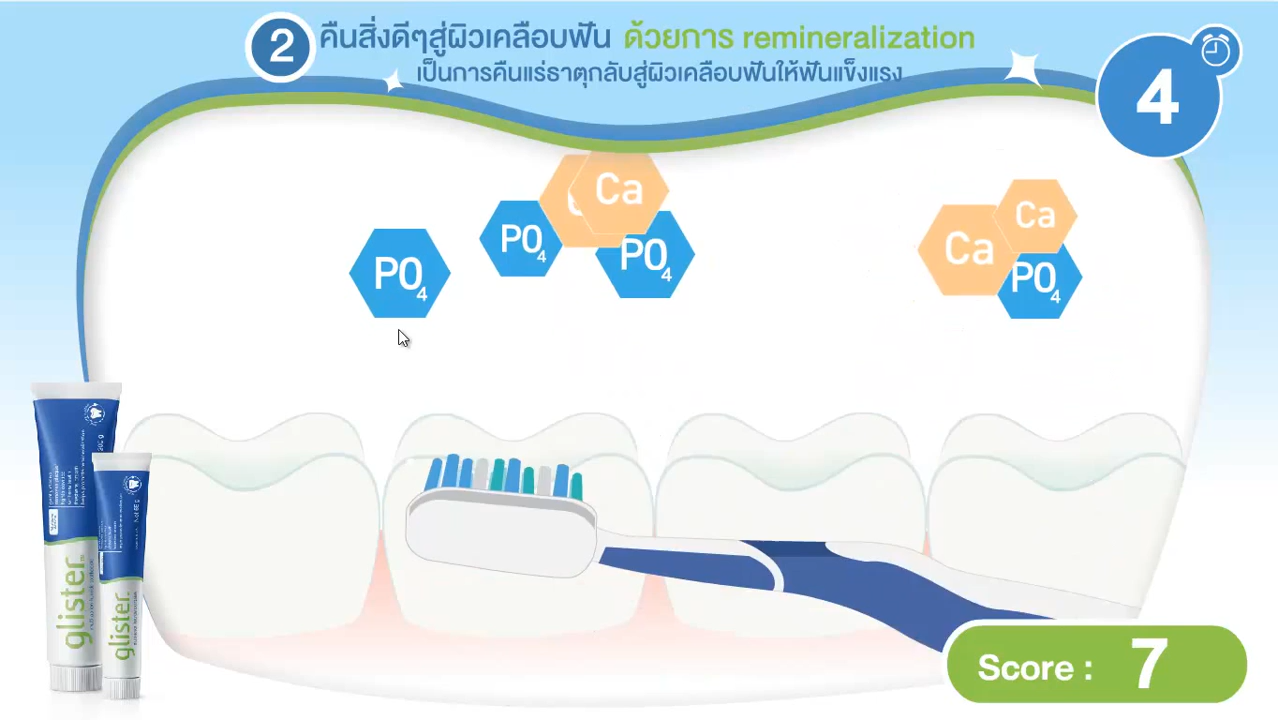 2 คืนสิ่งดีๆสู่ผิวเคลือบฟัน ด้วยการ remineralization
เป็นการคืนแร่ธาตุกลับสู่ผิวเคลือบฟันให้ฟันแข็งแรง
4
Ca
Ca
PO4
PO4
Ca
PO4
PO4
glister
glister
Score : 7